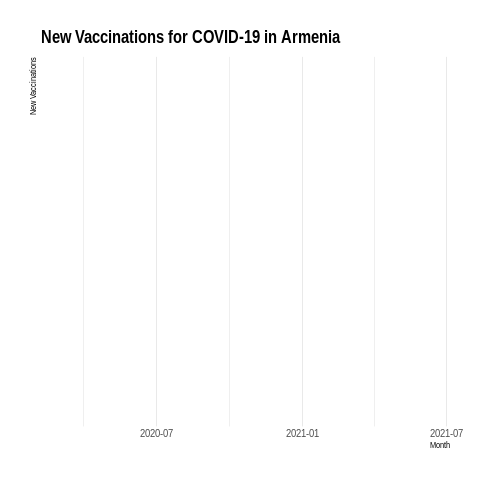 New Vaccinations for COVID-19 in Armenia
New Vaccinations
2020-07
2021-01
2021-07
Month